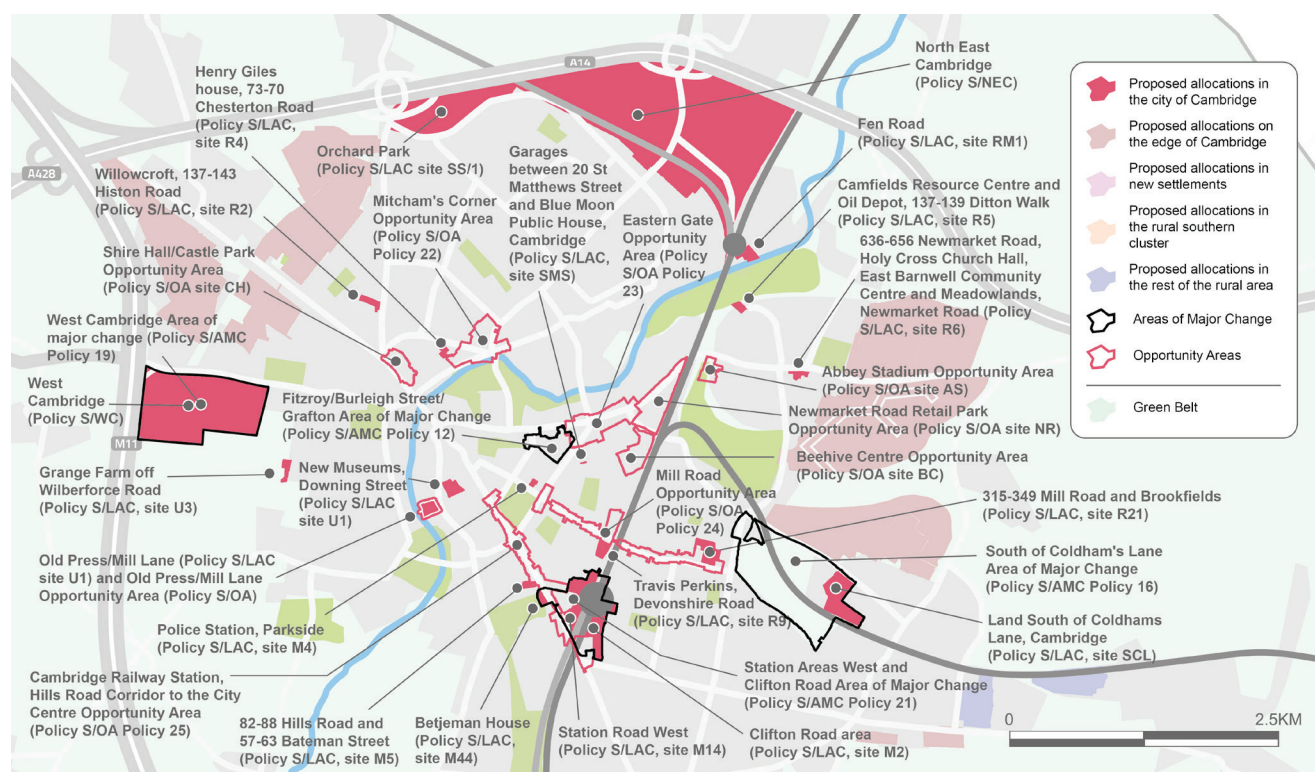 A14
North East
Cambridge
(Policy S/NEC)
Henry Giles
house, 73-70
Chesterton Road
(Policy S/LAC,
site R4)
Orchard Park
(Policy S/LAC site SS/1)
Garages
between 20 St
Matthews Street
and Blue Moon
Public House,
Cambridge
(Policy S/LAC,
site SMS)
Fen Road
(Policy S/LAC, site RM1)
A428
Willowcroft, 137-143
Histon Road
(Policy S/LAC, site R2)
Mitcham's Corner
Opportunity Area
(Policy S/OA
Policy 22)
Eastern Gate
Opportunity
Area (Policy
S/OA Policy
23)
Camfields Resource Centre and
Oil Depot, 137-139 Ditton Walk
(Policy S/LAC, site R5)
636-656 Newmarket Road,
Holy Cross Church Hall,
East Barnwell Community
Centre and Meadowlands,
Newmarket Road (Policy
S/LAC, site R6)
Shire Hall/Castle Park
Opportunity Area
(Policy S/OA site CH)
West Cambridge Area of
major change (Policy S/AMC
Policy 19)
West
Cambridge
(Policy S/WC)
M11
Fitzroy/Burleigh Street/
Grafton Area of Major Change
(Policy S/AMC Policy 12)
Abbey Stadium Opportunity Area
(Policy S/OA site AS)
Newmarket Road Retail Park
Opportunity Area (Policy S/OA site NR)
Beehive Centre Opportunity Area
(Policy S/OA site BC)
Grange Farm off
Wilberforce Road
(Policy S/LAC, site U3)
New Museums,
Downing Street
(Policy S/LAC
site U1)
Mill Road
Opportunity Area
(Policy S/OA
Policy 24)
315-349 Mill Road and Brookfields
(Policy S/LAC, site R21)
South of Coldham's Lane
Area of Major Change
(Policy S/AMC Policy 16)
Old Press/Mill Lane (Policy S/LAC
site U1) and Old Press/Mill Lane
Opportunity Area (Policy S/OA)
Travis Perkins,
Devonshire Road
(Policy S/LAC, site R9)
Land South of Coldhams
Lane, Cambridge
(Policy S/LAC, site SCL)
Police Station, Parkside
(Policy S/LAC, site M4)
Cambridge Railway Station,
Hills Road Corridor to the City
Centre Opportunity Area
(Policy S/OA Policy 25)
82-88 Hills Road and
57-63 Bateman Street
(Policy S/LAC, site M5)
Betjeman House
(Policy S/LAC,
site M44)
Station Road West
(Policy S/LAC, site M14)
Station Areas West and
Clifton Road Area of Major Change
(Policy S/AMC Policy 21)
Clifton Road area
(Policy S/LAC, site M2)
Proposed allocations in
the city of Cambridge
Proposed allocations on
the edge of Cambridge
Proposed allocations in
new settlements
Proposed allocations in
the rural southern
cluster
Proposed allocations in
the rest of the rural area
Areas of Major Change
Opportunity Areas
Green Belt
0
2.5KM